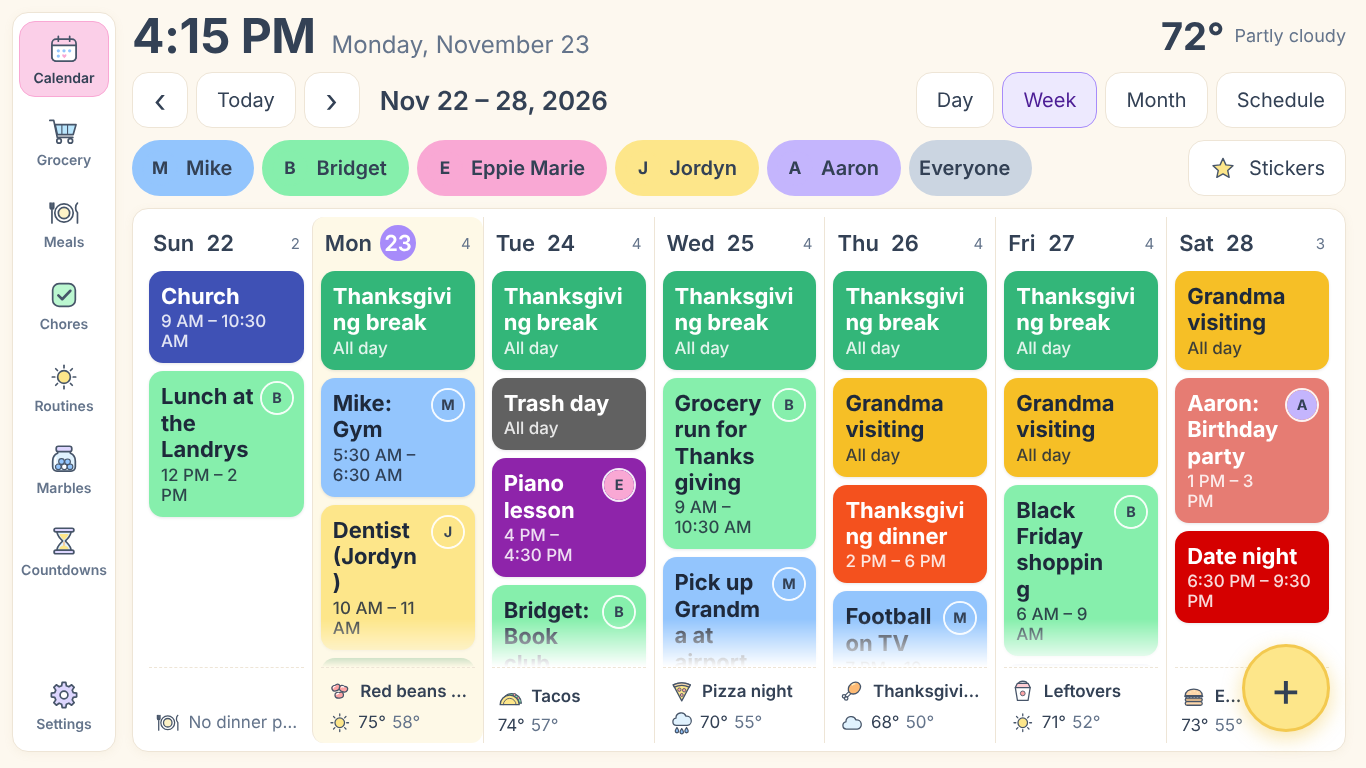 4:15 PM Monday, November 23
72° Partly cloudy
Calendar
Grocery
Meals
Chores
Routines
Marbles
Countdowns
Settings
‹ Today › Nov 22 – 28, 2026
Day Week Month Schedule
M Mike B Bridget E Eppie Marie J Jordyn A Aaron Everyone
Stickers
Sun 22 2
Church
9 AM – 10:30
AM
Lunch at B
the
Landrys
12 PM – 2
PM
No dinner p...
Mon 23 4
Thanksgivi
ng break
All day
Mike: M
Gym
5:30 AM –
6:30 AM
Dentist J
(Jordyn
)
10 AM – 11
AM
Red beans ...
75° 58°
Tue 24 4
Thanksgivi
ng break
All day
Trash day
All day
Piano E
lesson
4 PM –
4:30 PM
Bridget: B
Book
club
Tacos
74° 57°
Wed 25 4
Thanksgivi
ng break
All day
Grocery B
run for
Thanks
giving
9 AM –
10:30 AM
Pick up M
Grandm
a at
airport
Pizza night
70° 55°
Thu 26 4
Thanksgivi
ng break
All day
Grandma
visiting
All day
Thanksgivi
ng dinner
2 PM – 6 PM
Football M
on TV
Thanksgivi...
68° 50°
Fri 27 4
Thanksgivi
ng break
All day
Grandma
visiting
All day
Black B
Friday
shoppin
g
6 AM – 9
AM
Leftovers
71° 52°
Sat 28 3
Grandma
visiting
All day
Aaron: A
Birthday
party
1 PM – 3
PM
Date night
6:30 PM – 9:30
PM
E...
73° 55°
+